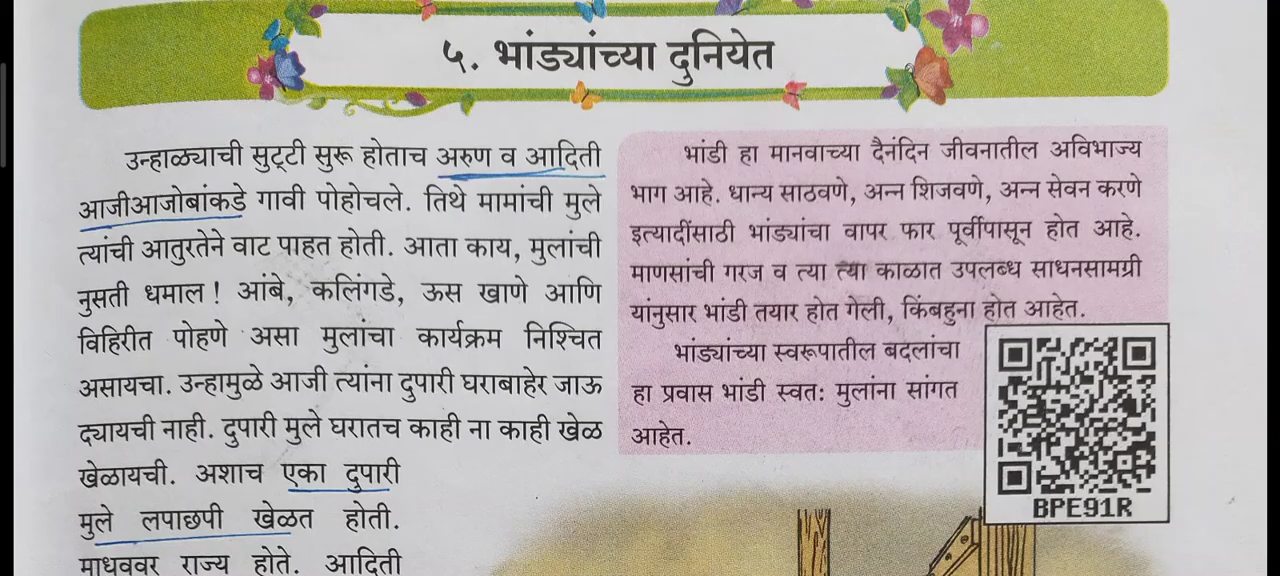 ५. भांड्यांच्या दुनियेत
उन्हाळ्याची सुट्टी सुरू होताच अरुण व आदिती
आजीआजोबांकडे गावी पोहोचले. तिथे मामांची मुले
त्यांची आतुरतेने वाट पाहत होती. आता काय, मुलांची
नुसती धमाल! आंबे, कलिंगडे, ऊस खाणे आणि
विहिरीत पोहणे असा मुलांचा कार्यक्रम निश्चित
असायचा. उन्हामुळे आजी त्यांना दुपारी घराबाहेर जाऊ
द्यायची नाही. दुपारी मुले घरातच काही ना काही खेळ
खेळायची. अशाच एका दुपारी
मुले लपाछपी खेळत होती.
माधववर राज्य होते. आदिती
भांडी हा मानवाच्या दैनंदिन जीवनातील अविभाज्य
भाग आहे. धान्य साठवणे, अन्न शिजवणे, अन्न सेवन करणे
इत्यादींसाठी भांड्यांचा वापर फार पूर्वीपासून होत आहे.
माणसांची गरज व त्या त्या काळात उपलब्ध साधनसामग्री
यांनुसार भांडी तयार होत गेली, किंबहुना होत आहेत.
भांड्यांच्या स्वरूपातील बदलांचा
हा प्रवास भांडी स्वतः मुलांना सांगत
आहेत.
BPE91R